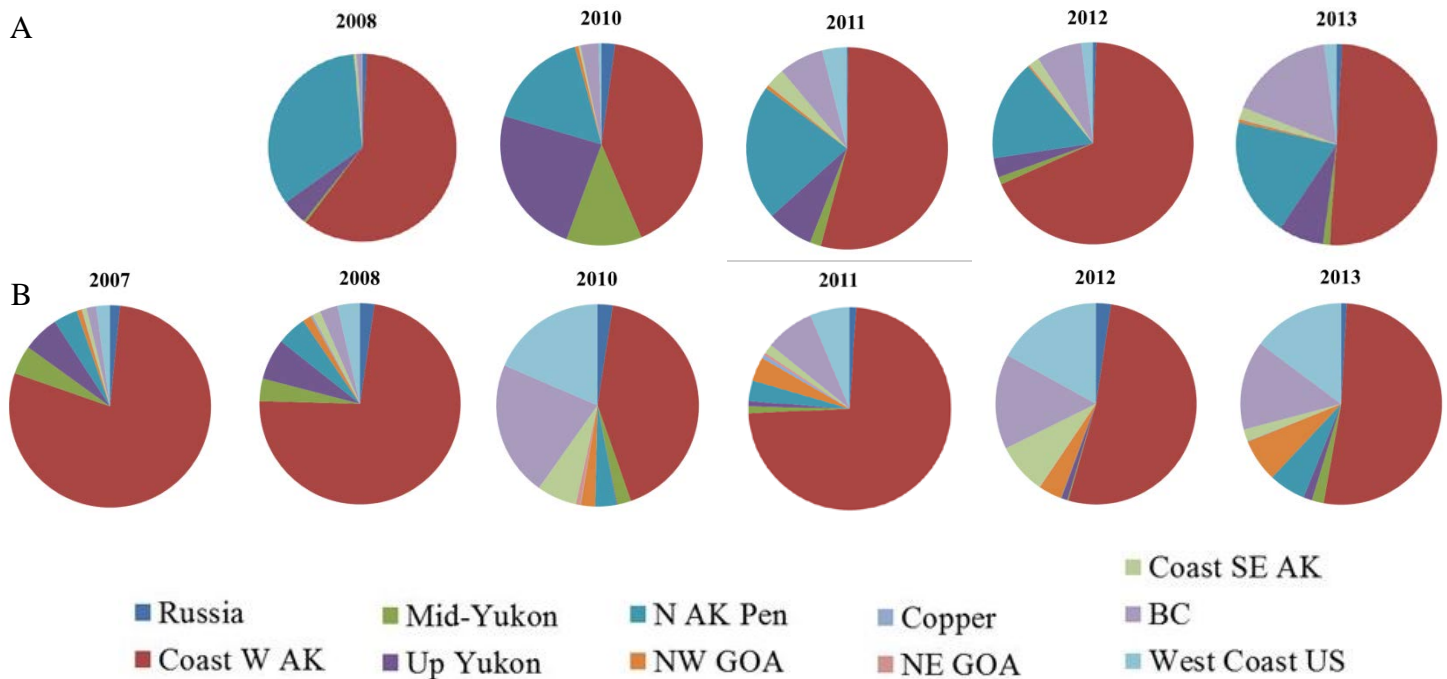 A
2008
2010
2011
2012
2013
B
2007
2008
2010
2011
2012
2013
Coast SE AK
Russia
Mid-Yukon
N AK Pen
Copper
BC
Coast W AK
Up Yukon
NW GOA
NE GOA
West Coast US